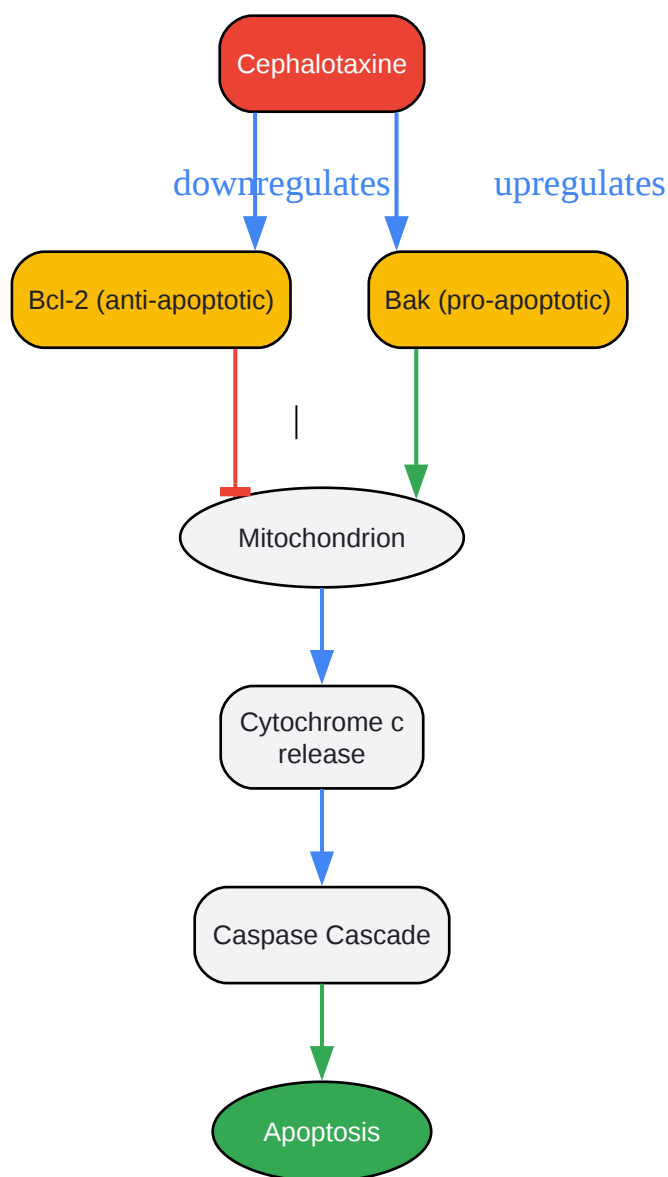 Cephalotaxine
downregulates
upregulates
Bcl-2 (anti-apoptotic)
Bak (pro-apoptotic)
|
Mitochondrion
Cytochrome c
release
Caspase Cascade
Apoptosis